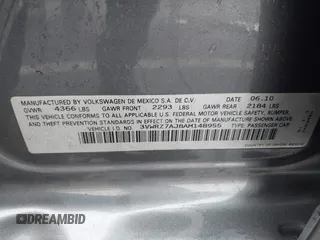 MANUFACTURED BY VOLKSWAGEN DE MEXICO S.A. DE C.V. DATE 06.10
GVWR 4366 LBS GAWR FRONT 2293 LBS GAWR REAR 2184 LBS
THIS VEHICLE CONFORMS TO ALL APPLICABLE U.S. FEDERAL MOTOR VEHICLE SAFETY, BUMPER,
AND THEFT PREVENTION STANDARDS IN EFFECT ON THE DATE OF MANUFACTURE SHOWN ABOVE.
VEHICLE IDENT. NO.: 3VWRZ7AJ8AM148955 TYPE: PASSENGER CAR
© DREAMBID